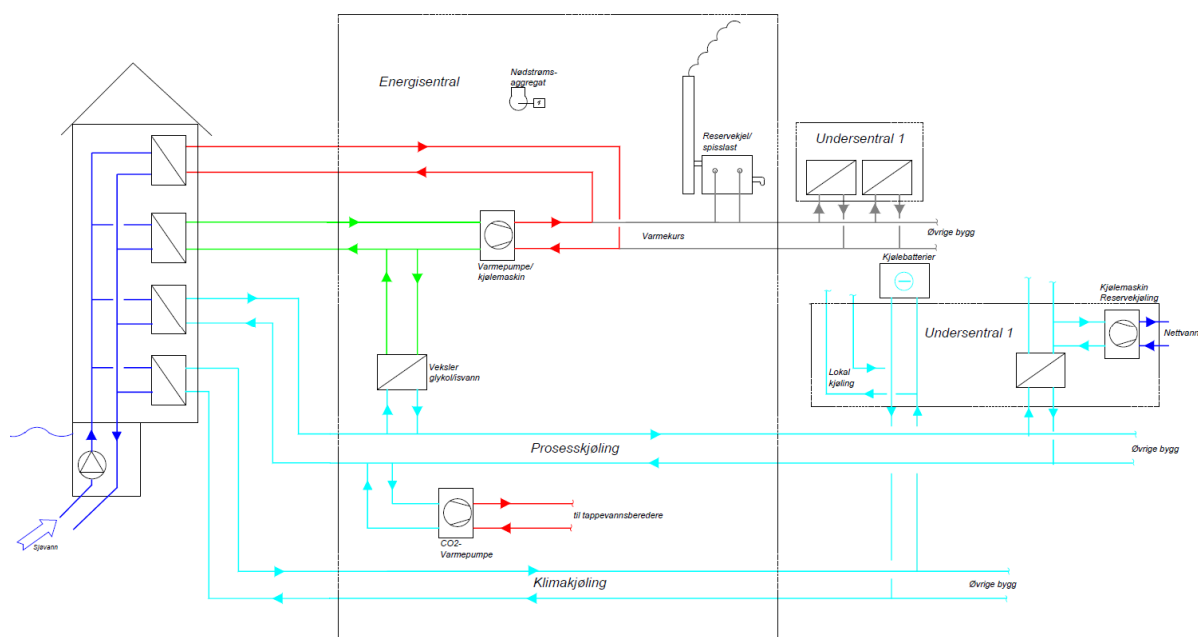 Energisentral
Nødstrøms-
aggregat
Reservekjel/
spisslast
Undersentral 1
Varmekurs
Øvrige bygg
Varmepumpe/
kjølemaskin
Kjølebatterier
Kjølemaskin
Reservekjøling
Undersentral 1
Nettvann
Veksler
glykol/isvann
Lokal
kjøling
Prosesskjøling
Øvrige bygg
til tappevannsberedere
CO2-
Varmepumpe
Sjøvann
Klimakjøling
Øvrige bygg